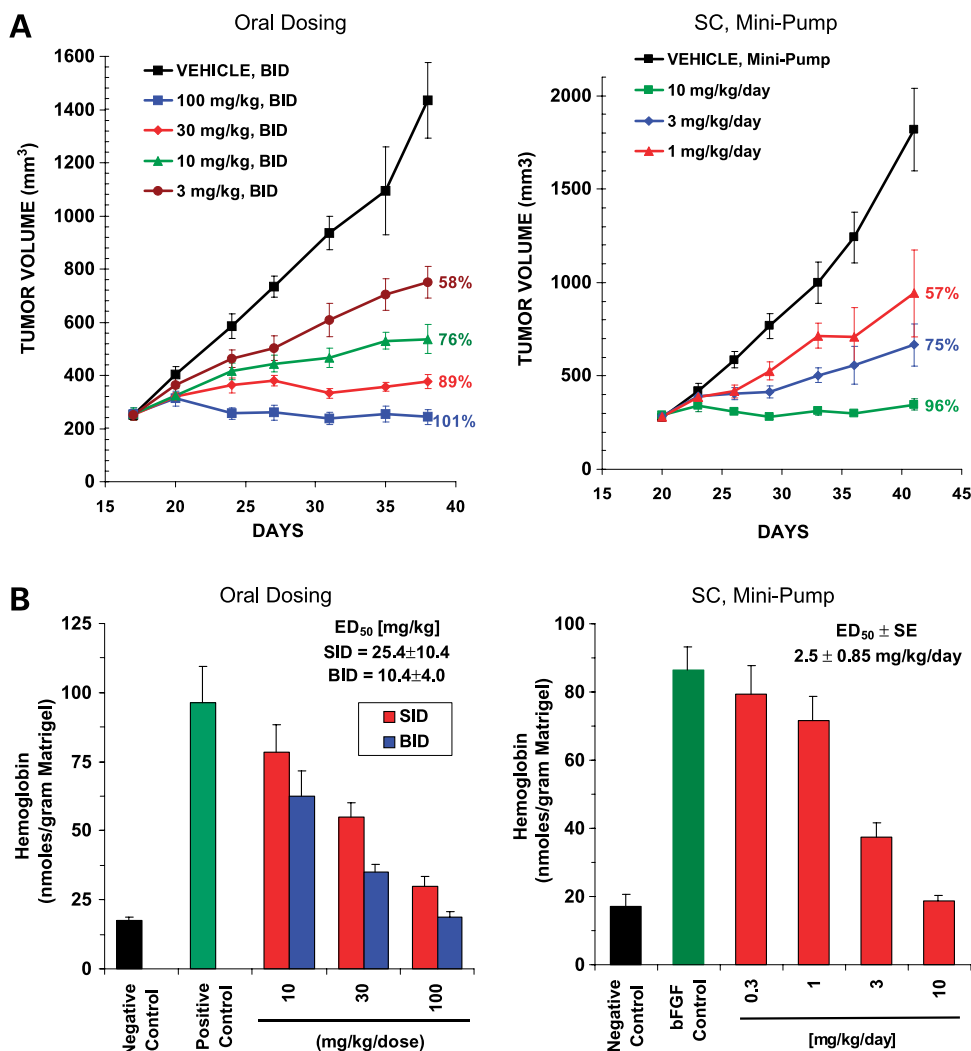 A
Oral Dosing
TUMOR VOLUME (mm³)
1600
1400
1200
1000
800
600
400
200
0
VEHICLE, BID
100 mg/kg, BID
30 mg/kg, BID
10 mg/kg, BID
3 mg/kg, BID
58%
76%
89%
101%
15 20 25 30 35 40
DAYS
SC, Mini-Pump
TUMOR VOLUME (mm3)
2000
1500
1000
500
0
VEHICLE, Mini-Pump
10 mg/kg/day
3 mg/kg/day
1 mg/kg/day
57%
75%
96%
15 20 25 30 35 40 45
DAYS
B
Oral Dosing
Hemoglobin
(nmoles/gram Matrigel)
125
100
75
50
25
0
ED₅₀ [mg/kg]
SID = 25.4±10.4
BID = 10.4±4.0
SID
BID
Negative
Control
Positive
Control
10 30 100
(mg/kg/dose)
SC, Mini-Pump
Hemoglobin
(nmoles/gram Matrigel)
100
80
60
40
20
0
ED₅₀ ± SE
2.5 ± 0.85 mg/kg/day
Negative
Control
bFGF
Control
0.3 1 3 10
[mg/kg/day]